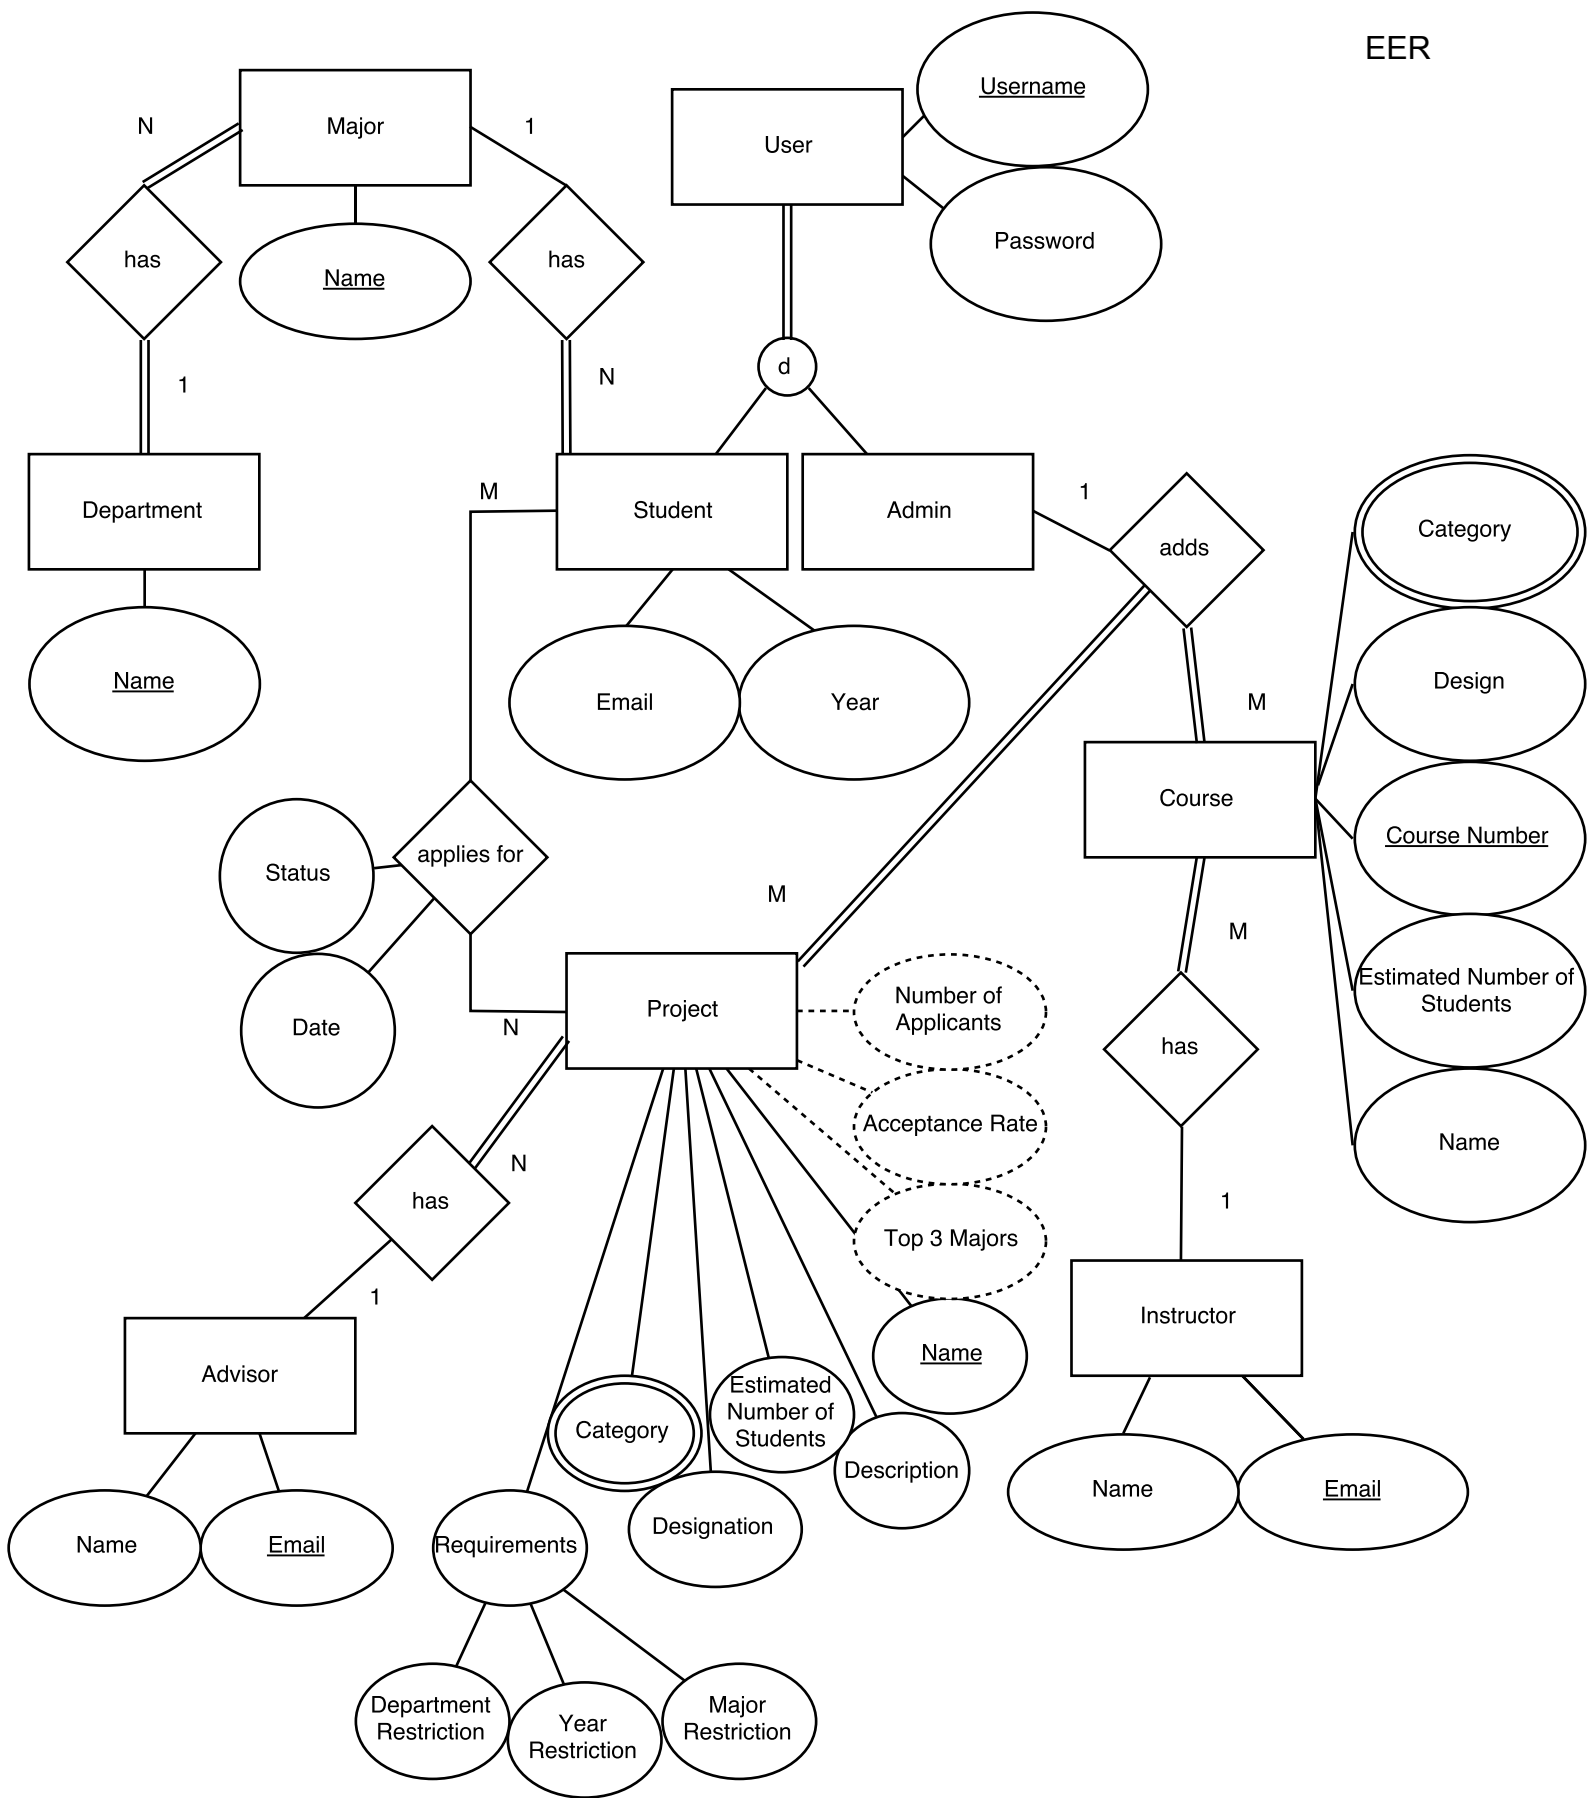 EER
Username
N
Major
1
User
has
Name
has
Password
d
1
N
Department
M
Student
Admin
1
adds
Category
Name
Email
Year
M
Design
Course
Course Number
Status
applies for
M
M
Estimated Number of
Students
Date
N
Project
Number of
Applicants
has
Acceptance Rate
Name
has
N
Top 3 Majors
1
1
Advisor
Name
Instructor
Category
Estimated
Number of
Students
Description
Name
Email
Name
Email
Requirements
Designation
Department
Restriction
Year
Restriction
Major
Restriction